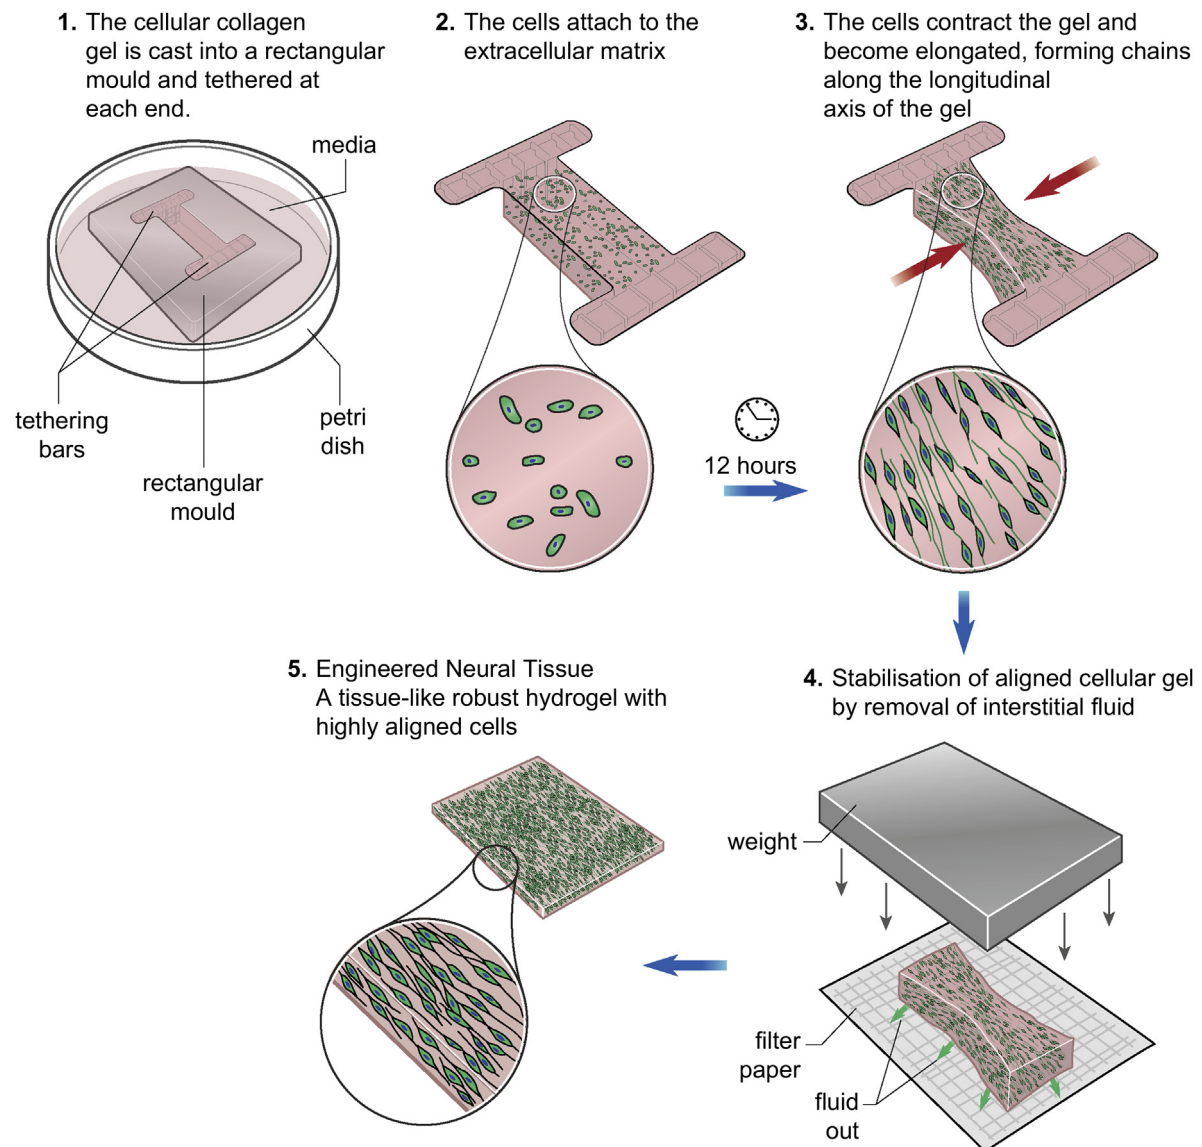 1. The cellular collagen
gel is cast into a rectangular
mould and tethered at
each end.
media
tethering
bars
rectangular
mould
petri
dish
2. The cells attach to the
extracellular matrix
12 hours
3. The cells contract the gel and
become elongated, forming chains
along the longitudinal
axis of the gel
4. Stabilisation of aligned cellular gel
by removal of interstitial fluid
weight
filter
paper
fluid
out
5. Engineered Neural Tissue
A tissue-like robust hydrogel with
highly aligned cells